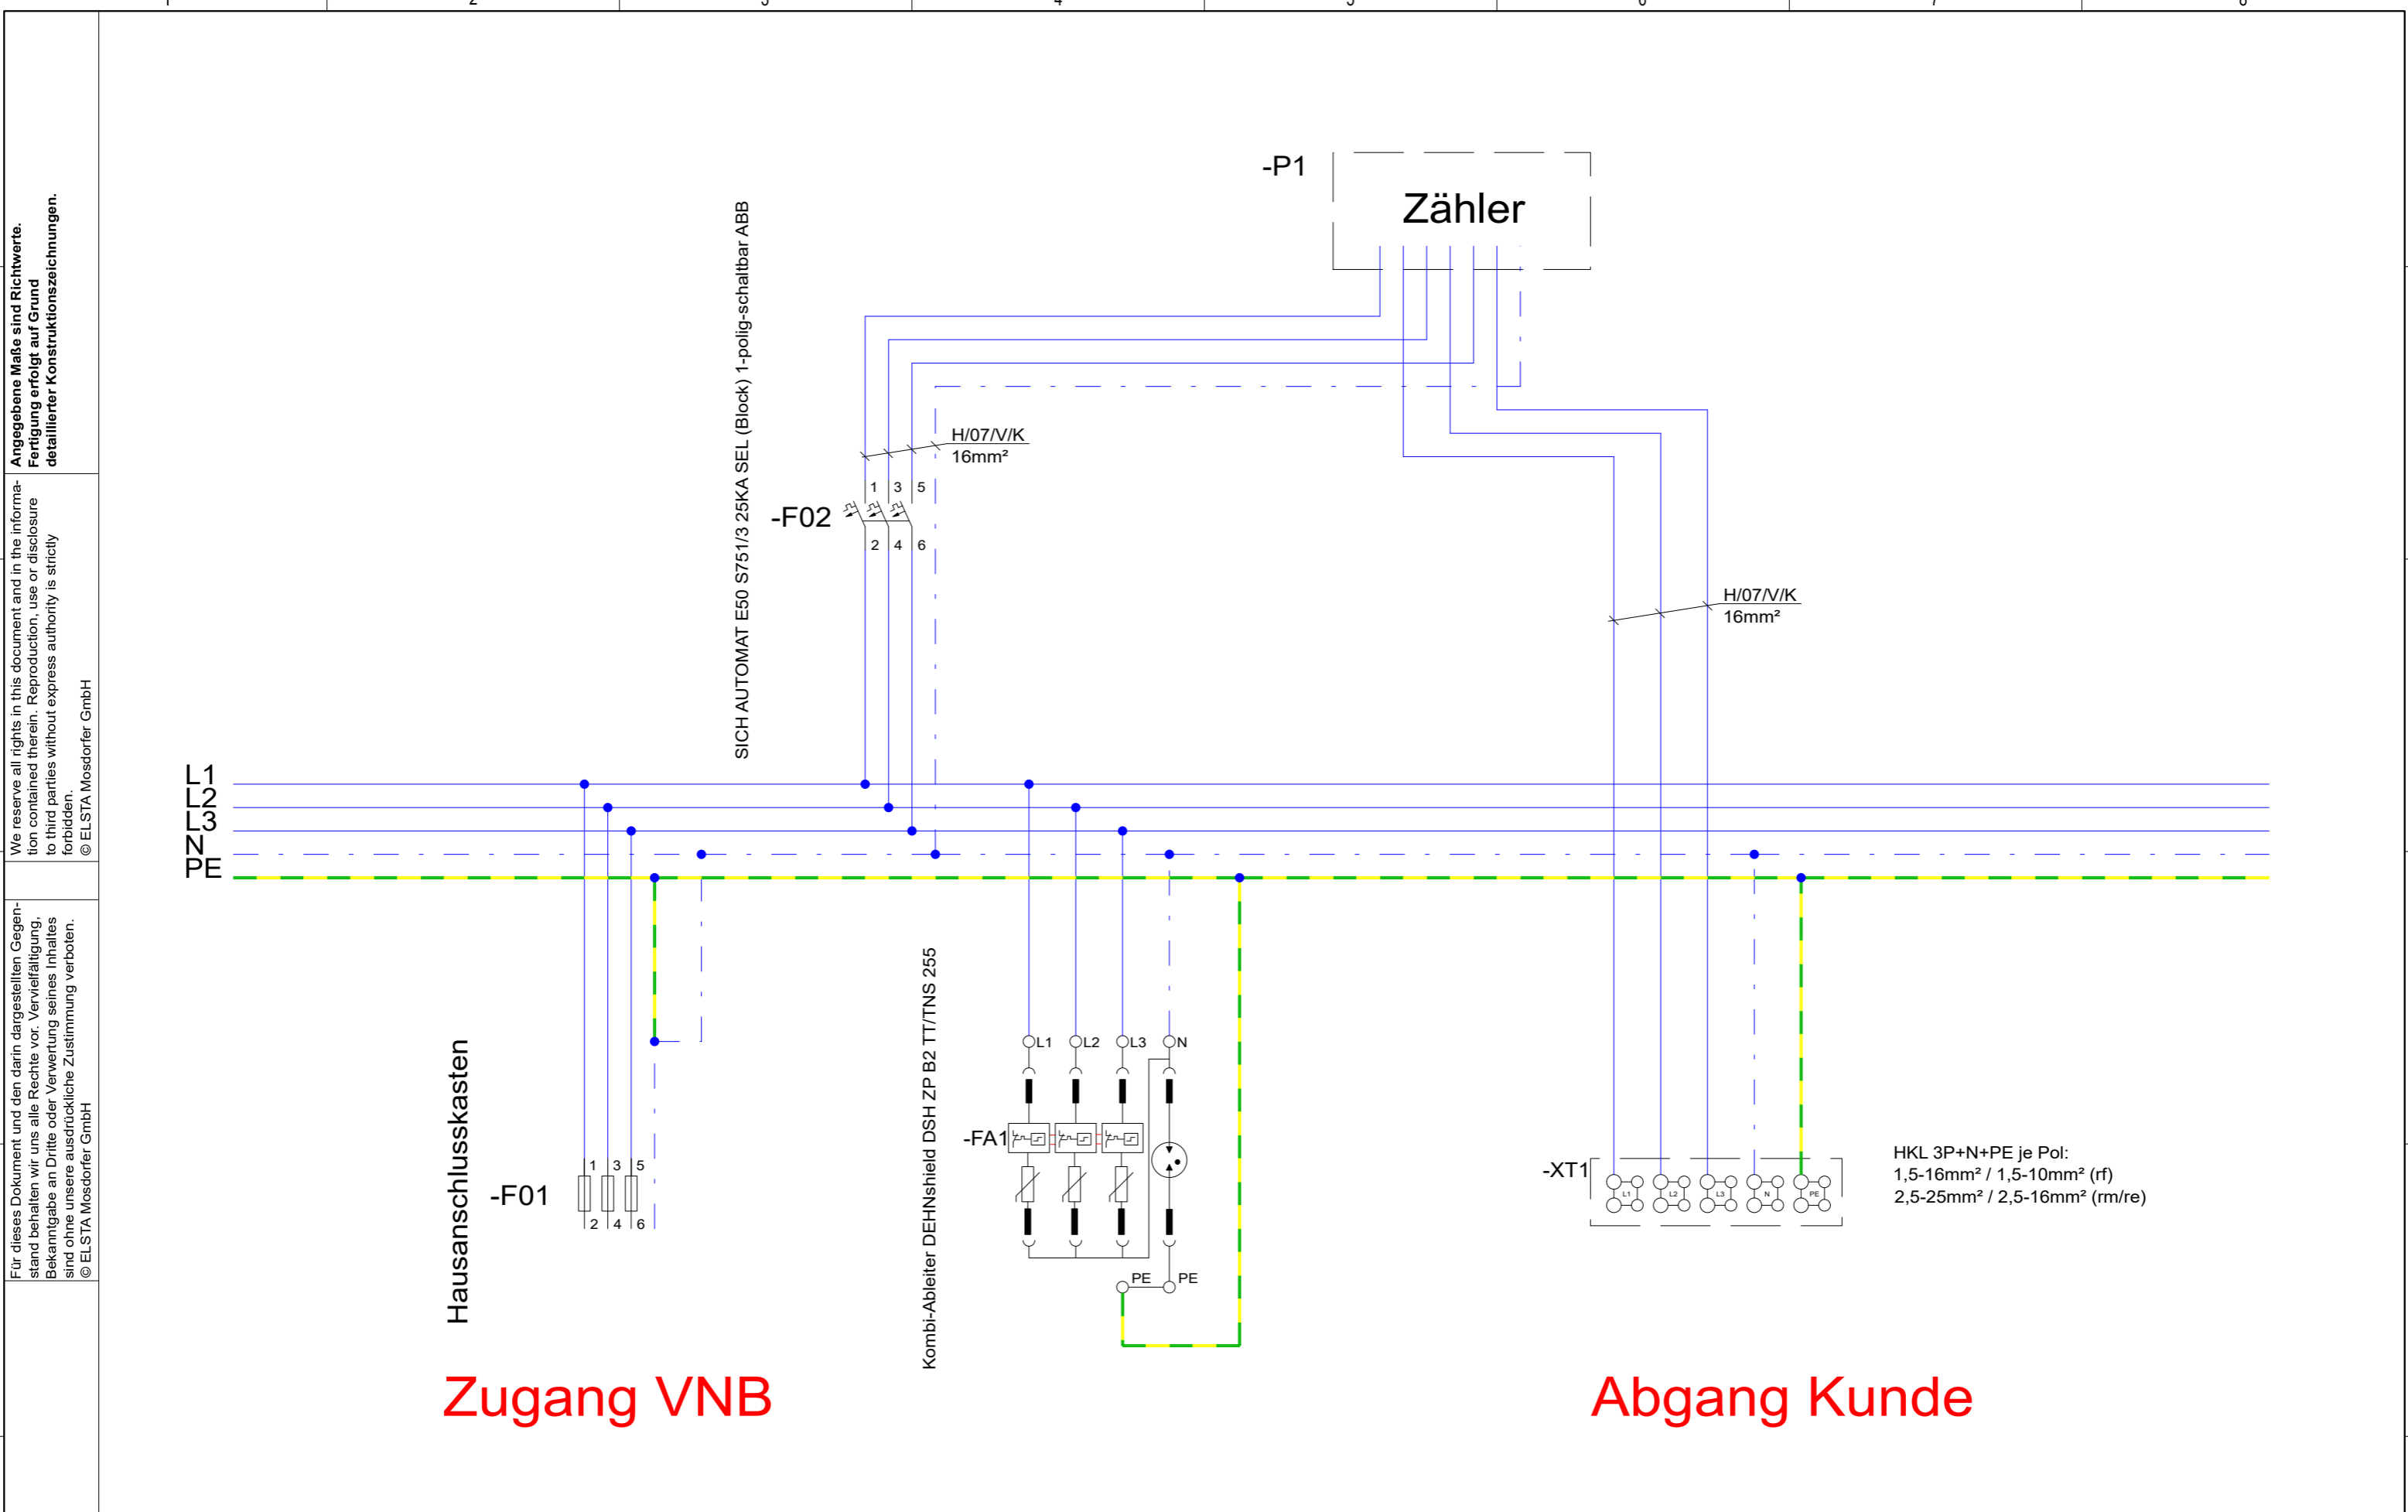 1 2 3 4 5 6 7 8
Angegebene Maße sind Richtwerte.
Fertigung erfolgt auf Grund
detaillierter Konstruktionszeichnungen.
We reserve all rights in this document and in the informa-
tion contained therein. Reproduction, use or disclosure
to third parties without express authority is strictly
forbidden.
© ELSTA Mosdorfer GmbH
Für dieses Dokument und den darin dargestellten Gegen-
stand behalten wir uns alle Rechte vor. Vervielfältigung,
Bekanntgabe an Dritte oder Verwertung seines Inhaltes
sind ohne unsere ausdrückliche Zustimmung verboten.
© ELSTA Mosdorfer GmbH
-P1
Zähler
SICH AUTOMAT E50 S751/3 25KA SEL (Block) 1-polig-schaltbar ABB
H/07/V/K
16mm²
-F02
1 3 5
2 4 6
H/07/V/K
16mm²
L1
L2
L3
N
PE
Hausanschlusskasten
-F01
1 3 5
2 4 6
Kombi-Ableiter DEHNshield DSH ZP B2 TT/TNS 255
L1 L2 L3 N
-FA1
PE PE
-XT1
L1 L2 L3 N PE
HKL 3P+N+PE je Pol:
1,5-16mm² / 1,5-10mm² (rf)
2,5-25mm² / 2,5-16mm² (rm/re)
Zugang VNB
Abgang Kunde